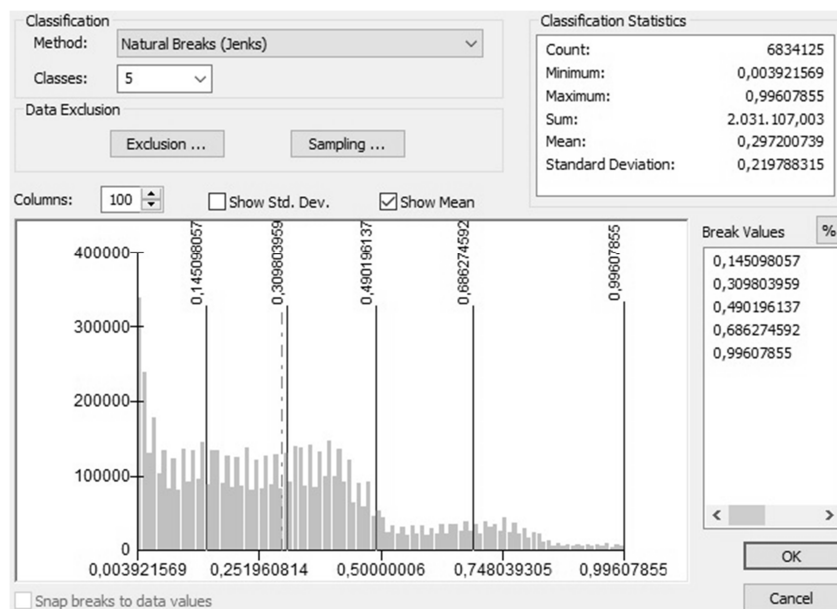 Classification
Method: Natural Breaks (Jenks)
Classes: 5
Data Exclusion
Exclusion ...
Sampling ...
Classification Statistics
Count: 6834125
Minimum: 0,003921569
Maximum: 0,99607855
Sum: 2.031.107,003
Mean: 0,297200739
Standard Deviation: 0,219788315
Columns: 100 Show Std. Dev. Show Mean
400000
300000
200000
100000
0
0,145098057
0,309803959
0,490196137
0,686274592
0,99607855
0,003921569
0,251960814
0,50000006
0,748039305
0,99607855
Break Values %
0,145098057
0,309803959
0,490196137
0,686274592
0,99607855
OK
Cancel
Snap breaks to data values